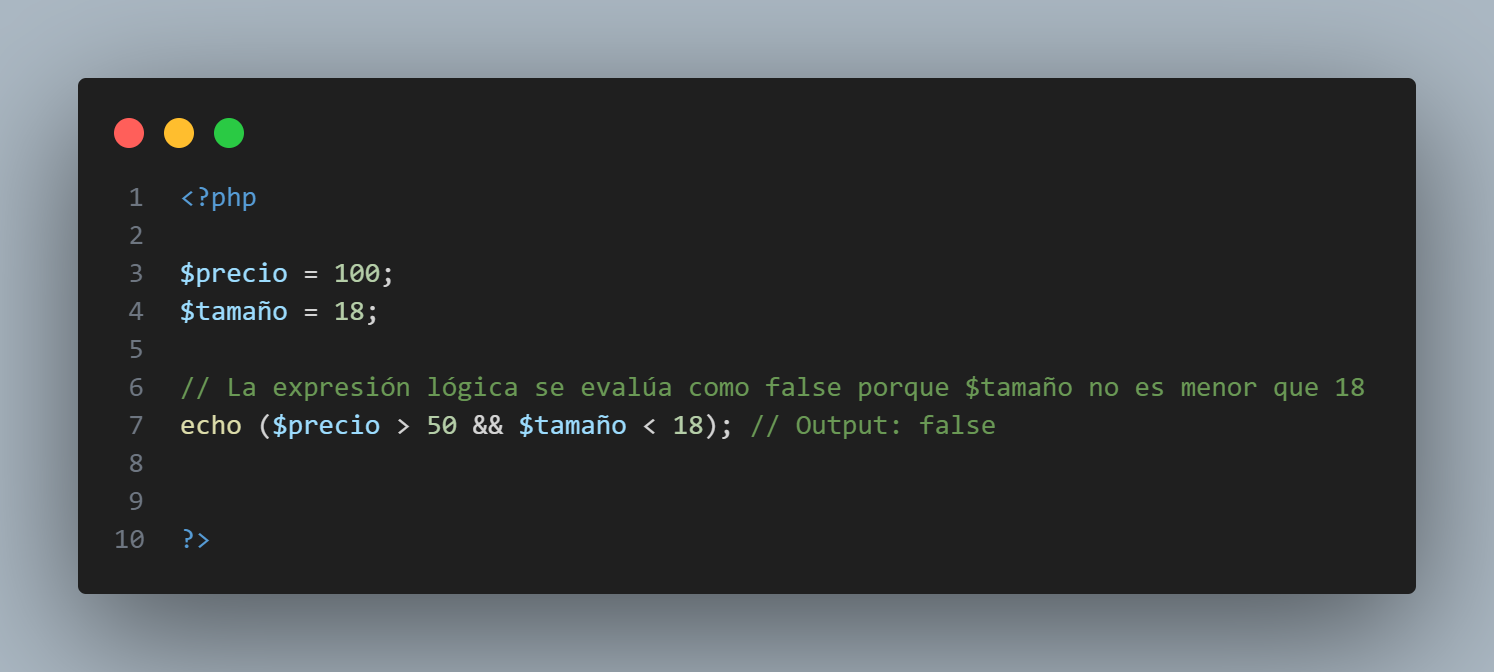 1 <?php
2
3 $precio = 100;
4 $tamaño = 18;
5
6 // La expresión lógica se evalúa como false porque $tamaño no es menor que 18
7 echo ($precio > 50 && $tamaño < 18); // Output: false
8
9
10 ?>